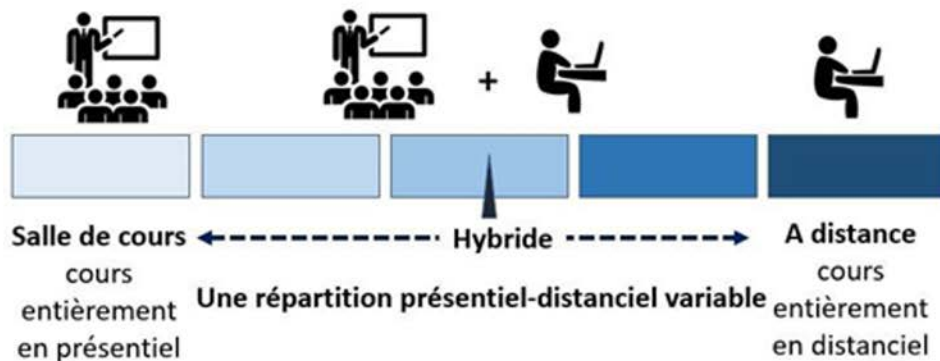 +
Salle de cours
cours
entièrement
en présentiel
Hybride
Une répartition présentiel-distanciel variable
A distance
cours
entièrement
en distanciel